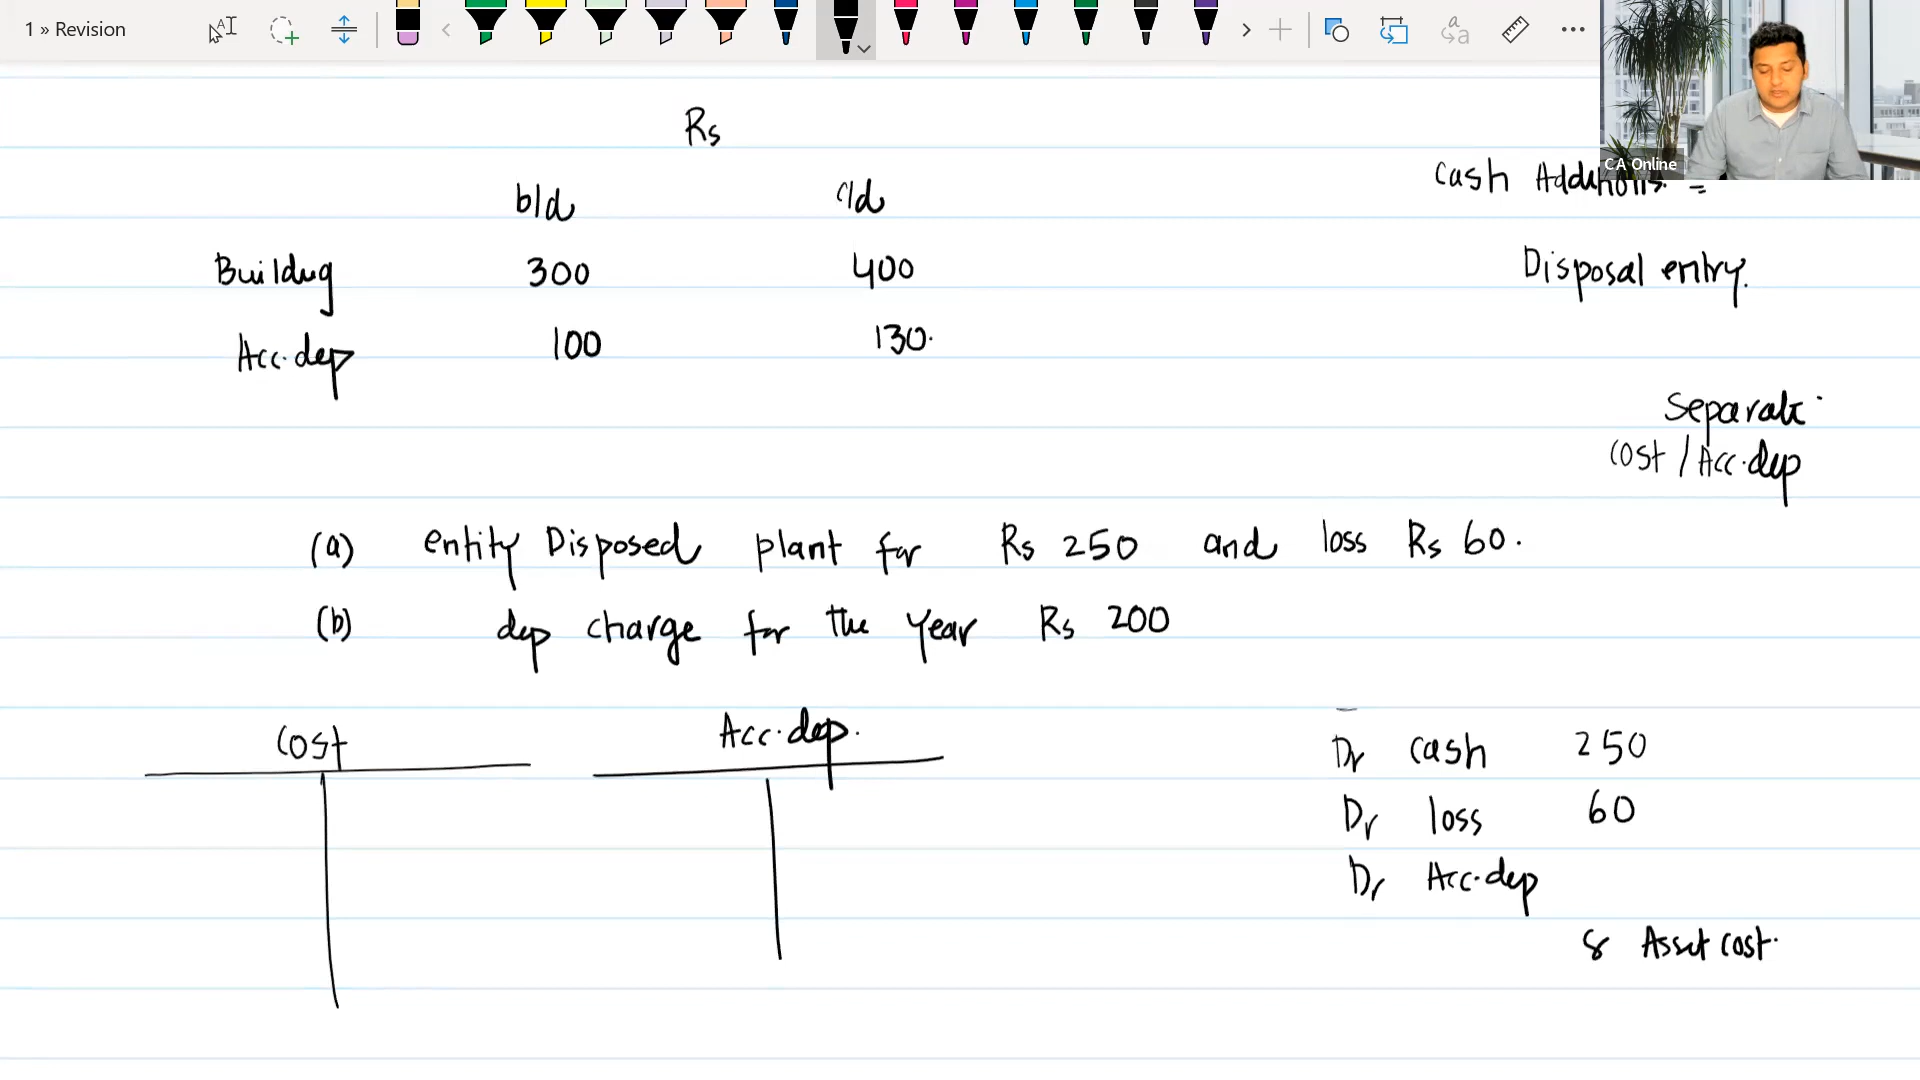 1 » Revision
CA Online
Rs
Cash Additions. =
b/d c/d
Building 300 400
Disposal entry.
Acc.dep 100 130.
Separate
Cost / Acc.dep
(a) entity Disposed plant for Rs 250 and loss Rs 60.
(b) dep charge for the year Rs 200
Cost Acc.dep.
Dr Cash 250
Dr loss 60
Dr Acc.dep
Asset Cost.